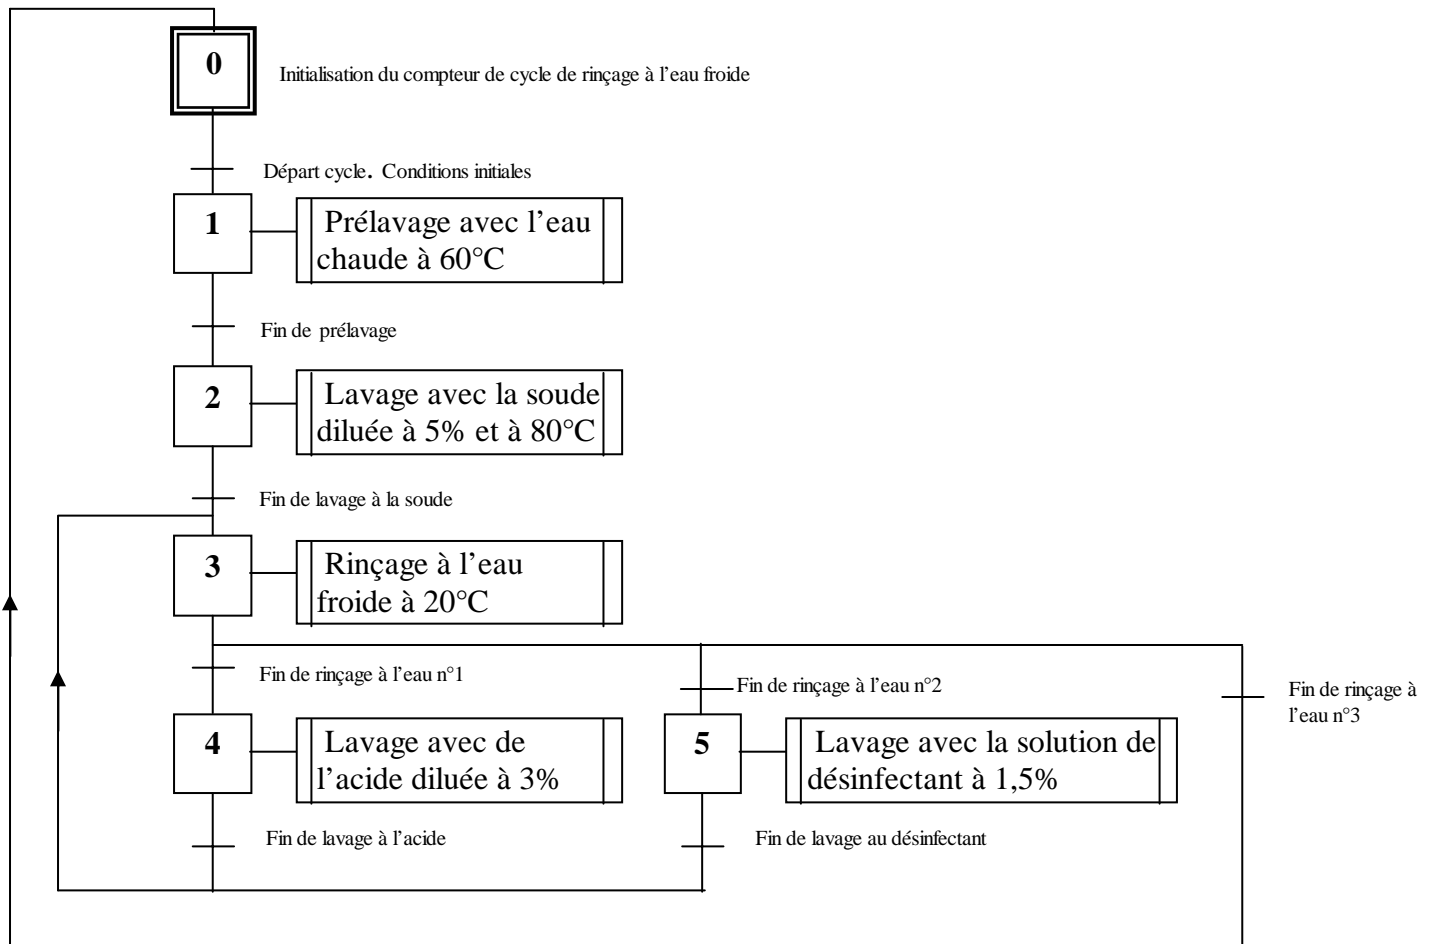 0
Initialisation du compteur de cycle de rinçage à l’eau froide
Départ cycle. Conditions initiales
1
Prélavage avec l’eau
chaude à 60°C
Fin de prélavage
2
Lavage avec la soude
diluée à 5% et à 80°C
Fin de lavage à la soude
3
Rinçage à l’eau
froide à 20°C
Fin de rinçage à l’eau n°1
Fin de rinçage à l’eau n°2
Fin de rinçage à
l’eau n°3
4
Lavage avec de
l’acide diluée à 3%
5
Lavage avec la solution de
désinfectant à 1,5%
Fin de lavage à l’acide
Fin de lavage au désinfectant